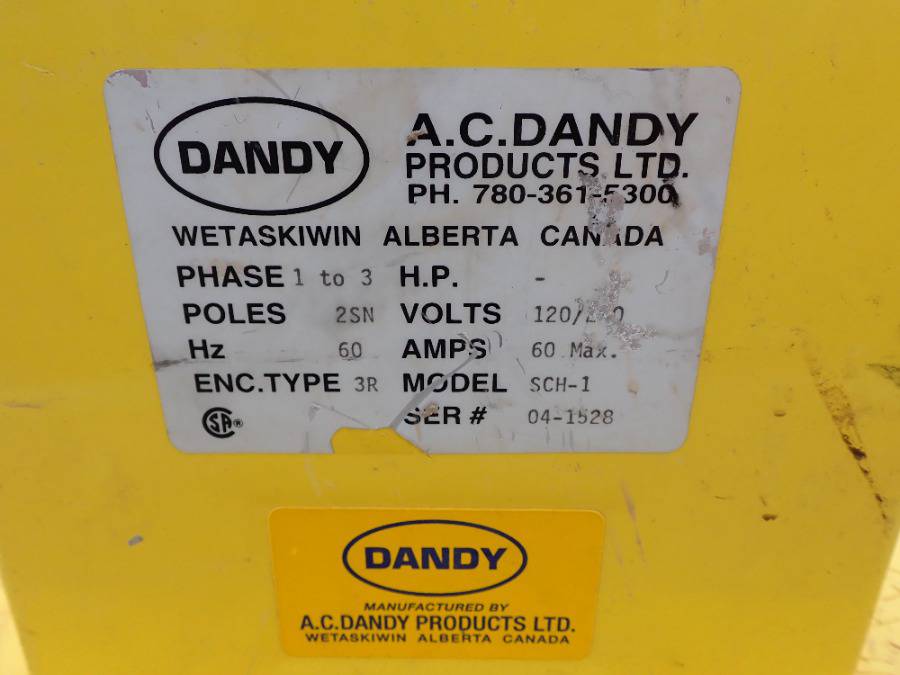 DANDY
A.C.DANDY
PRODUCTS LTD.
PH. 780-361-5300
WETASKIWIN ALBERTA CANADA
PHASE 1 to 3 H.P. -
POLES 2SN VOLTS
Hz 60 AMPS 60 Max.
ENC.TYPE 3R MODEL SCH-1
SA® SER # 04-1528
DANDY
MANUFACTURED BY
A.C.DANDY PRODUCTS LTD.
WETASKIWIN ALBERTA CANADA